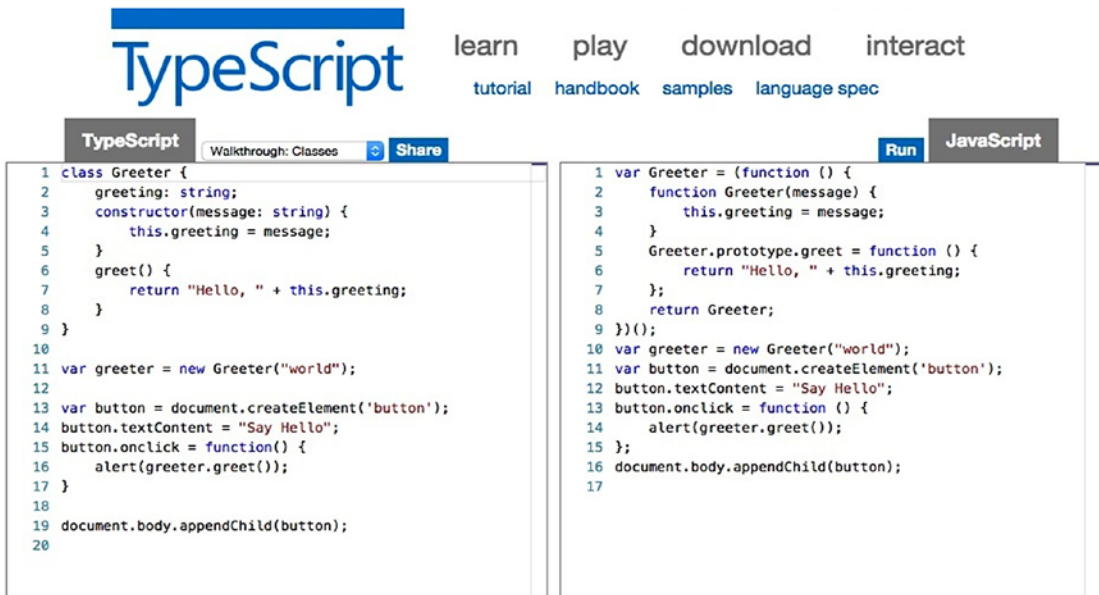 TypeScript
learn play download interact
tutorial handbook samples language spec
TypeScript Walkthrough: Classes Share
1 class Greeter {
2     greeting: string;
3     constructor(message: string) {
4         this.greeting = message;
5     }
6     greet() {
7         return "Hello, " + this.greeting;
8     }
9 }
10
11 var greeter = new Greeter("world");
12
13 var button = document.createElement('button');
14 button.textContent = "Say Hello";
15 button.onclick = function() {
16     alert(greeter.greet());
17 }
18
19 document.body.appendChild(button);
20
Run JavaScript
1 var Greeter = (function () {
2     function Greeter(message) {
3         this.greeting = message;
4     }
5     Greeter.prototype.greet = function () {
6         return "Hello, " + this.greeting;
7     };
8     return Greeter;
9 })();
10 var greeter = new Greeter("world");
11 var button = document.createElement('button');
12 button.textContent = "Say Hello";
13 button.onclick = function () {
14     alert(greeter.greet());
15 };
16 document.body.appendChild(button);
17